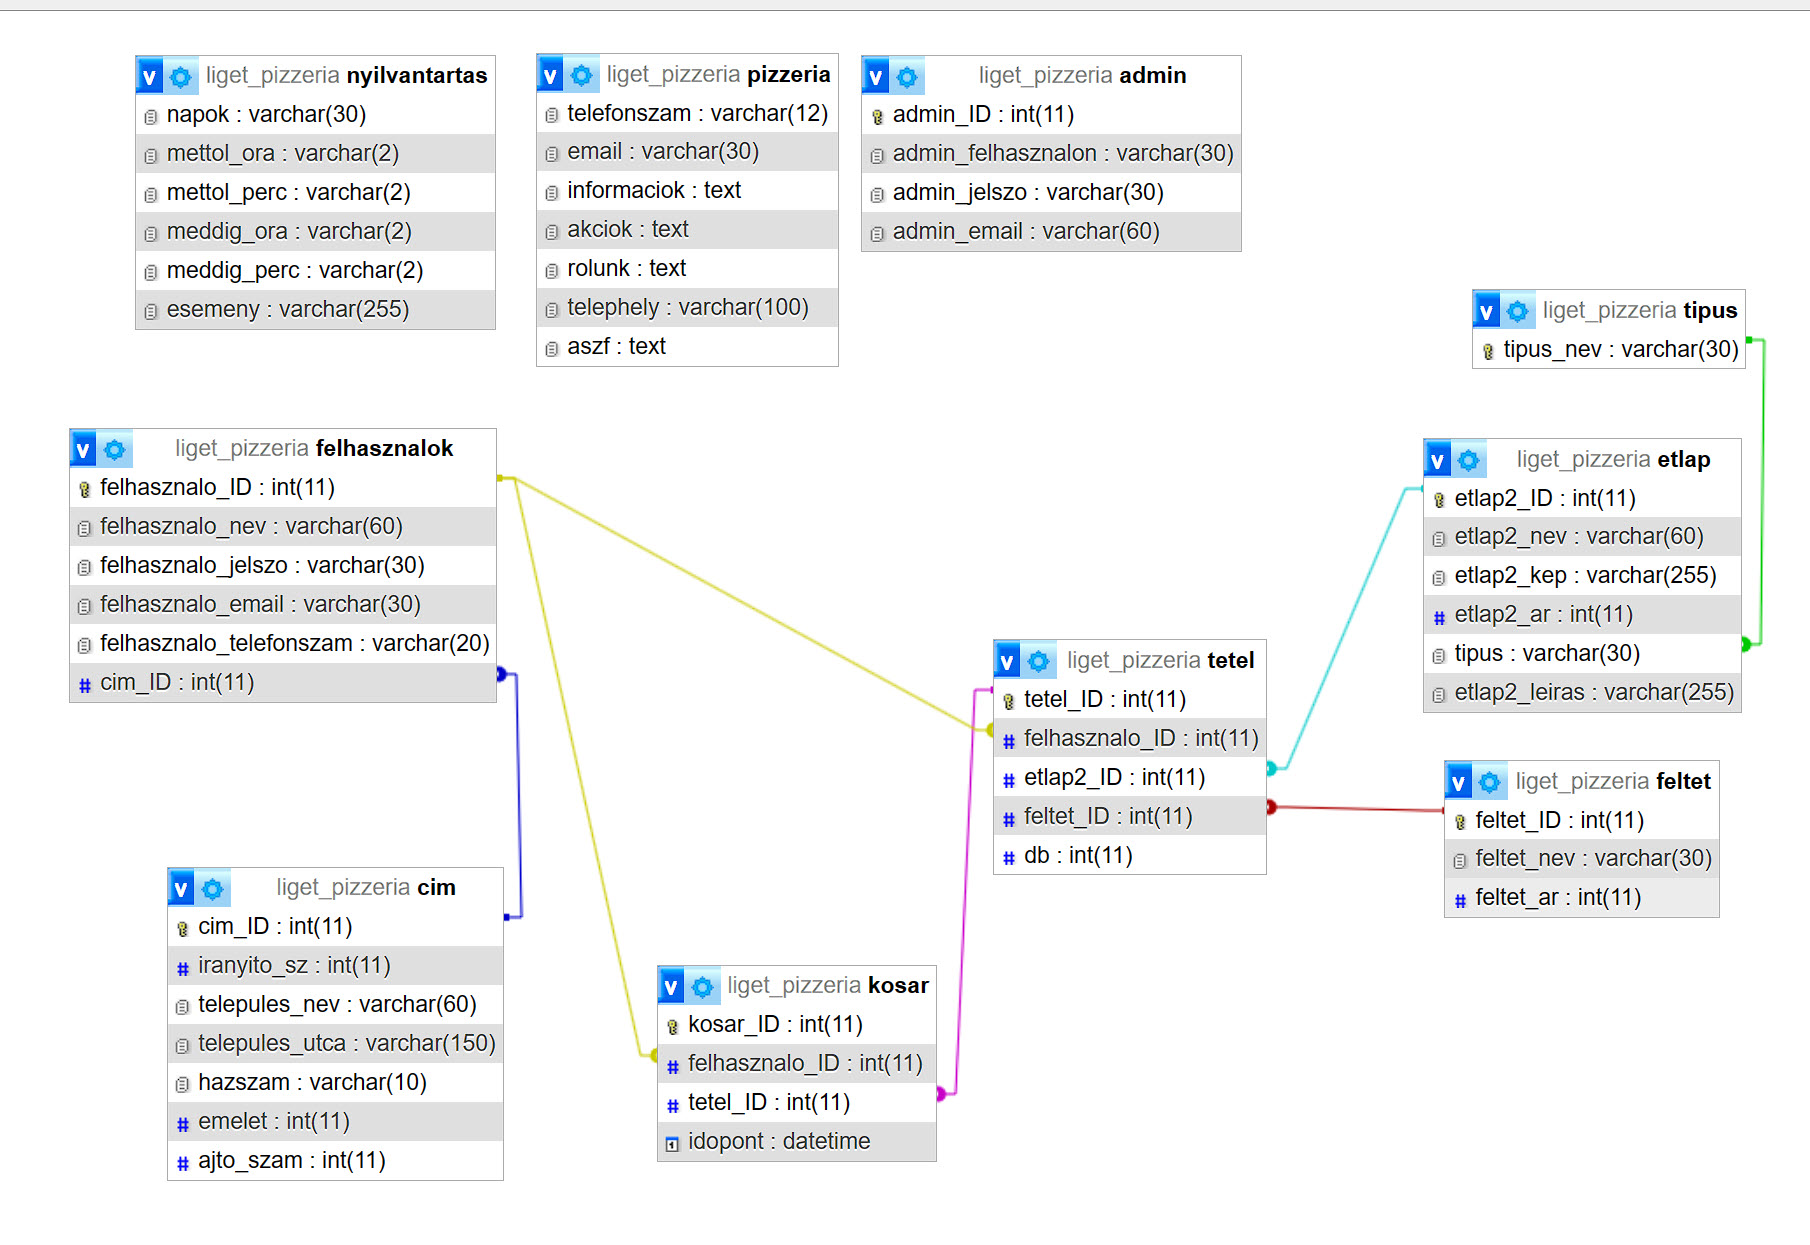 liget_pizzeria nyilvantartas
napok : varchar(30)
mettol_ora : varchar(2)
mettol_perc : varchar(2)
meddig_ora : varchar(2)
meddig_perc : varchar(2)
esemeny : varchar(255)
liget_pizzeria pizzeria
telefonszam : varchar(12)
email : varchar(30)
informaciok : text
akciok : text
rolunk : text
telephely : varchar(100)
aszf : text
liget_pizzeria admin
admin_ID : int(11)
admin_felhasznalon : varchar(30)
admin_jelszo : varchar(30)
admin_email : varchar(60)
liget_pizzeria tipus
tipus_nev : varchar(30)
liget_pizzeria felhasznalok
felhasznalo_ID : int(11)
felhasznalo_nev : varchar(60)
felhasznalo_jelszo : varchar(30)
felhasznalo_email : varchar(30)
felhasznalo_telefonszam : varchar(20)
cim_ID : int(11)
liget_pizzeria etlap
etlap2_ID : int(11)
etlap2_nev : varchar(60)
etlap2_kep : varchar(255)
etlap2_ar : int(11)
tipus : varchar(30)
etlap2_leiras : varchar(255)
liget_pizzeria tetel
tetel_ID : int(11)
felhasznalo_ID : int(11)
etlap2_ID : int(11)
feltet_ID : int(11)
db : int(11)
liget_pizzeria feltet
feltet_ID : int(11)
feltet_nev : varchar(30)
feltet_ar : int(11)
liget_pizzeria cim
cim_ID : int(11)
iranyito_sz : int(11)
telepules_nev : varchar(60)
telepules_utca : varchar(150)
hazszam : varchar(10)
emelet : int(11)
ajto_szam : int(11)
liget_pizzeria kosar
kosar_ID : int(11)
felhasznalo_ID : int(11)
tetel_ID : int(11)
idopont : datetime